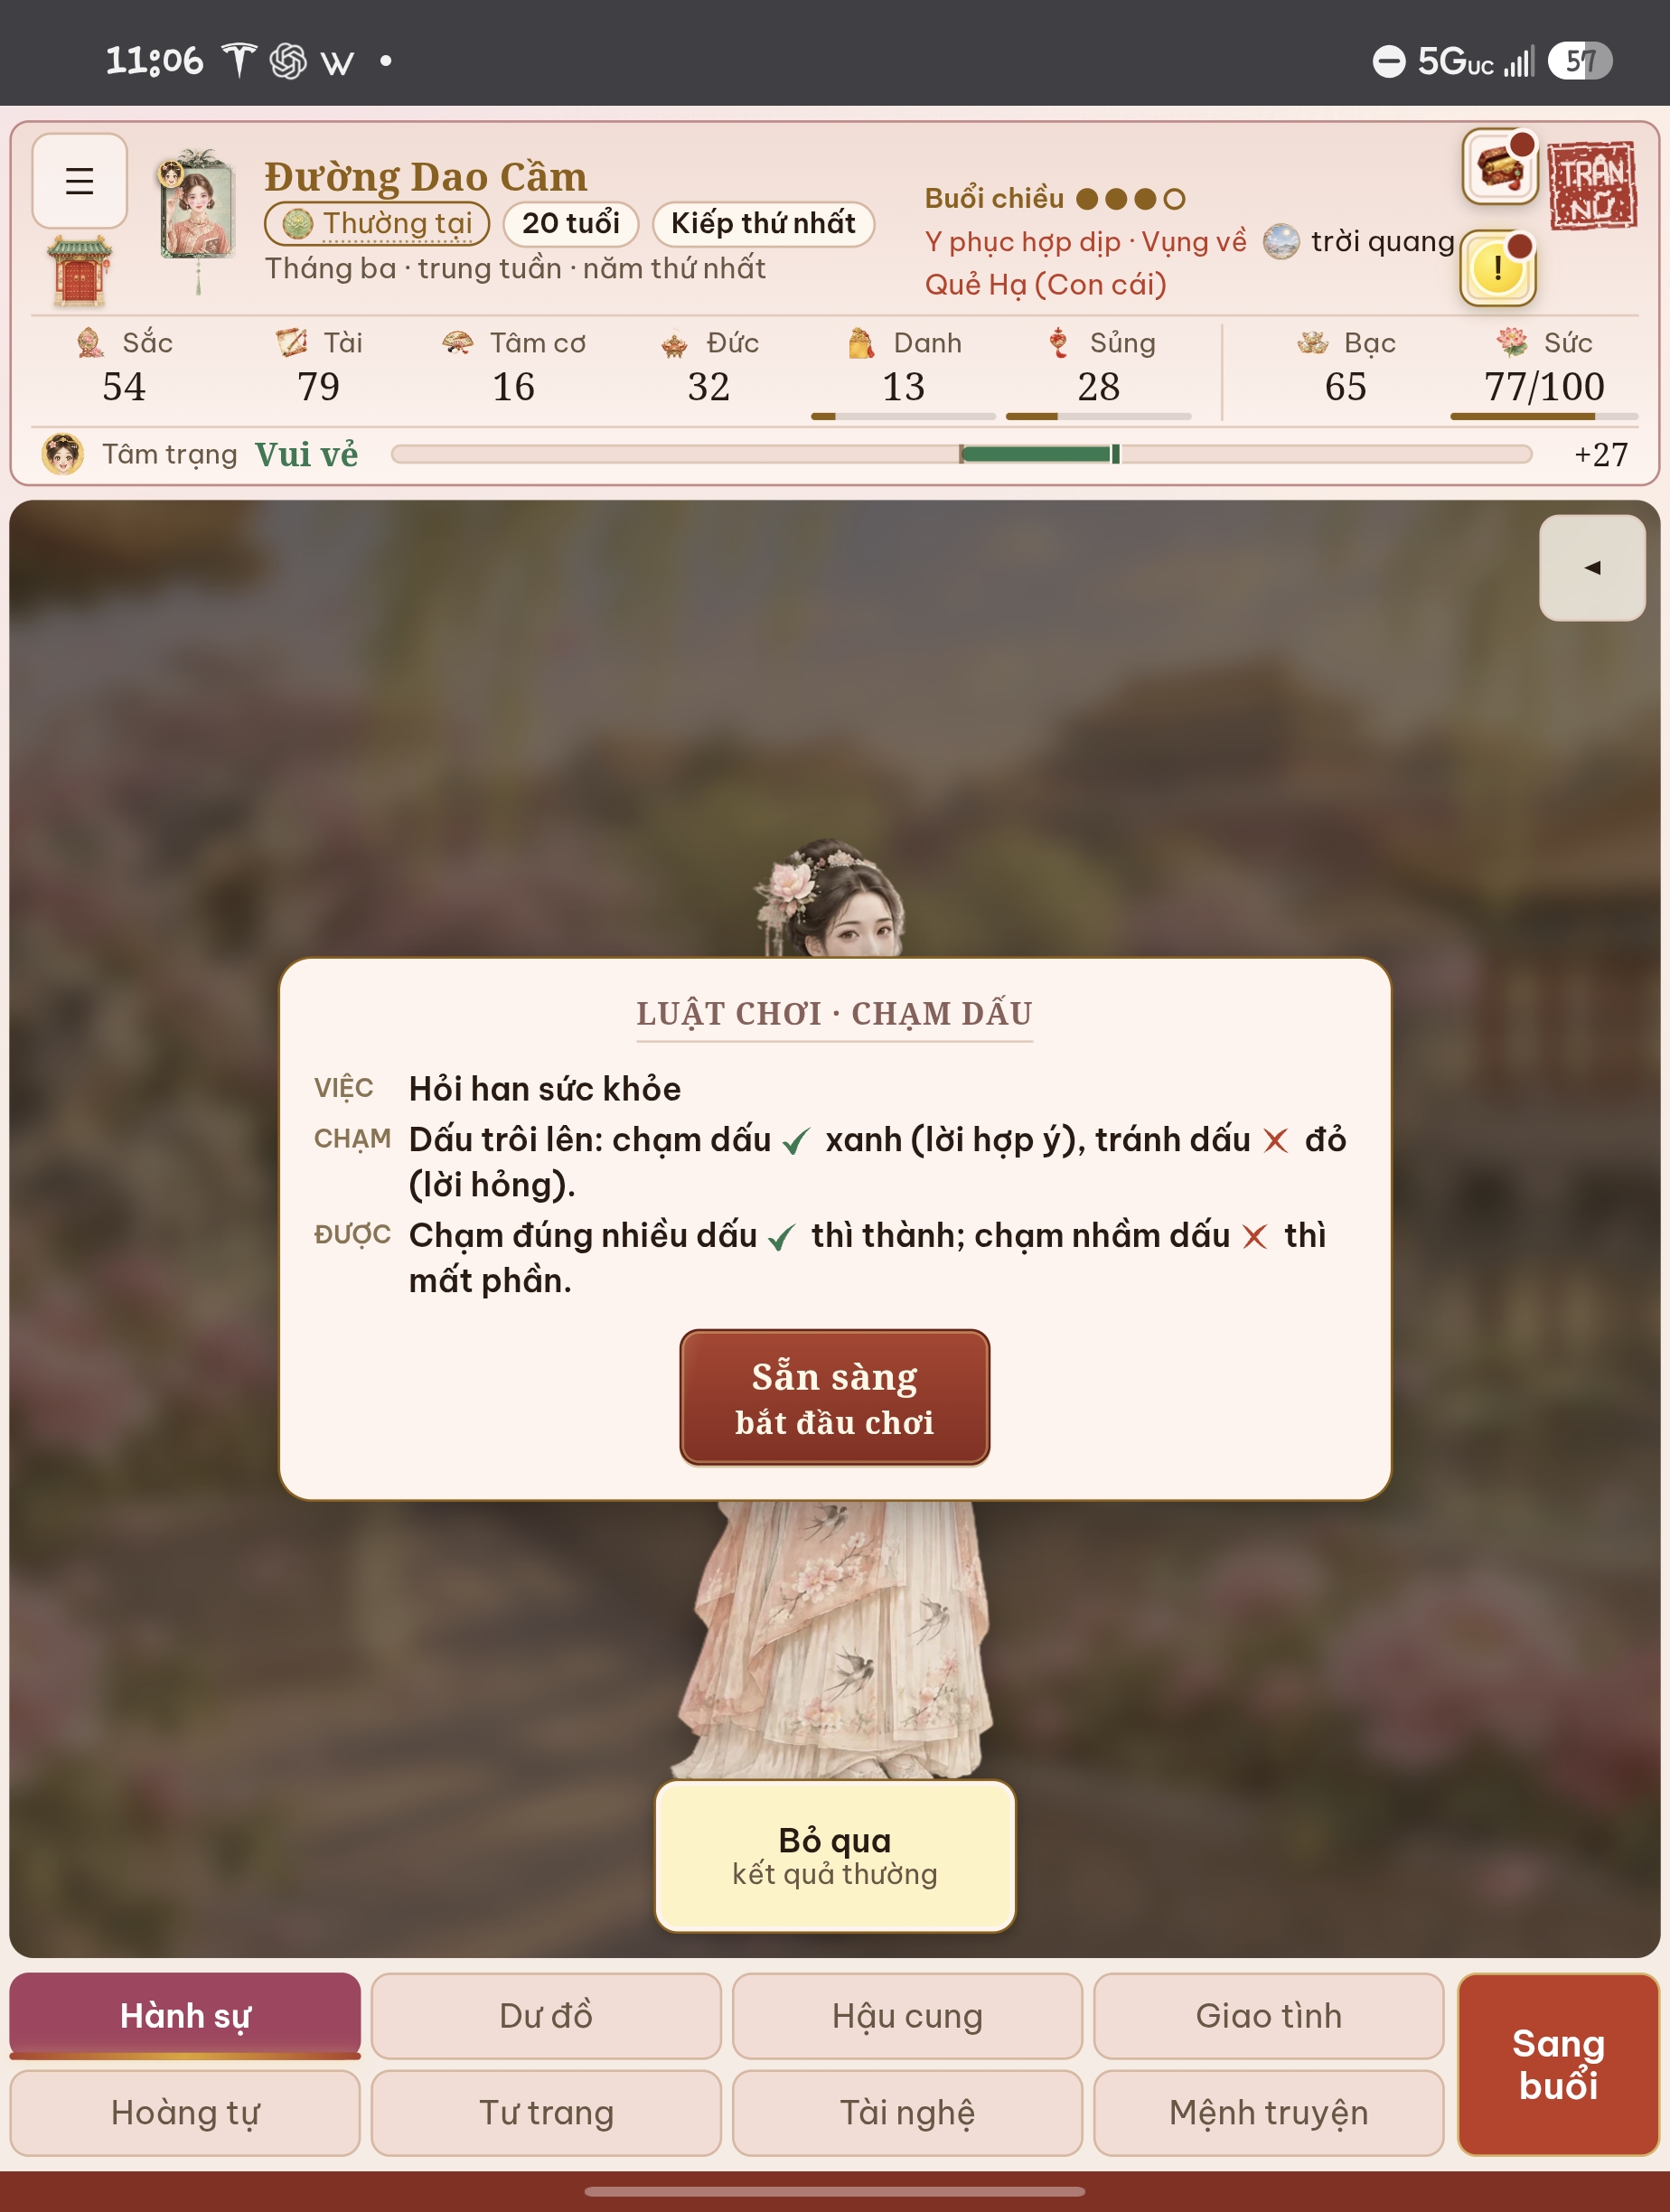 11:06
5G UC
57
Đường Dao Cầm
Thường tại
20 tuổi
Kiếp thứ nhất
Tháng ba · trung tuần · năm thứ nhất
Buổi chiều
Y phục hợp dịp · Vụng về
trời quang
Quẻ Hạ (Con cái)
TRÂN
NỮ
!
Sắc
Tài
Tâm cơ
Đức
Danh
Sủng
Bạc
Sức
54
79
16
32
13
28
65
77/100
Tâm trạng
Vui vẻ
+27
LUẬT CHƠI · CHẠM DẤU
VIỆC Hỏi han sức khỏe
CHẠM Dấu trôi lên: chạm dấu ✓ xanh (lời hợp ý), tránh dấu ✗ đỏ
(lời hỏng).
ĐƯỢC Chạm đúng nhiều dấu ✓ thì thành; chạm nhầm dấu ✗ thì
mất phần.
Sẵn sàng
bắt đầu chơi
Bỏ qua
kết quả thường
Hành sự
Dư đồ
Hậu cung
Giao tình
Sang
buổi
Hoàng tự
Tư trang
Tài nghệ
Mệnh truyện